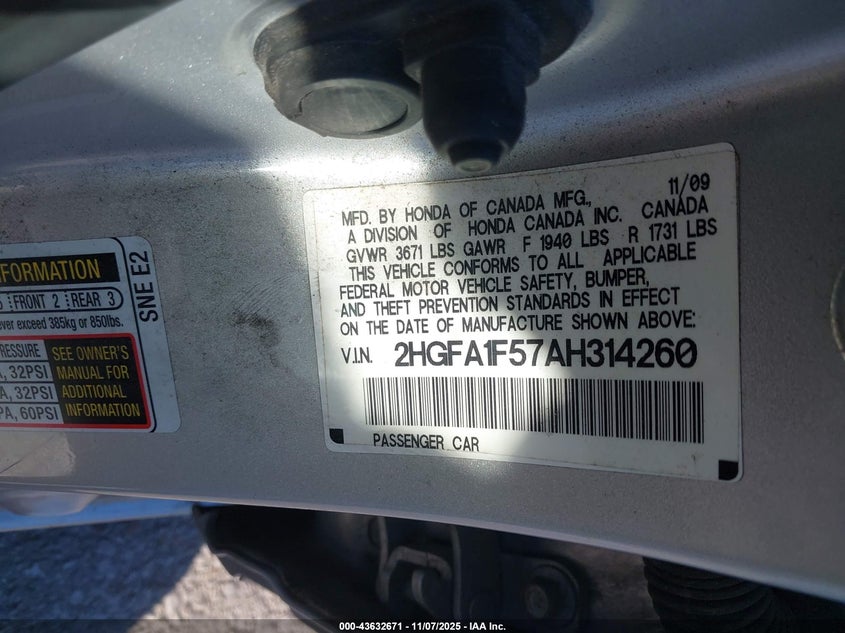 NFORMATION
FRONT 2 REAR 3
ver exceed 385kg or 850lbs.
PRESSURE SEE OWNER'S
A, 32PSI MANUAL FOR
A, 32PSI ADDITIONAL
PA, 60PSI INFORMATION
SNE E2
11/09
MFD. BY HONDA OF CANADA MFG.,
A DIVISION OF HONDA CANADA INC. CANADA
GVWR 3671 LBS GAWR F 1940 LBS R 1731 LBS
THIS VEHICLE CONFORMS TO ALL APPLICABLE
FEDERAL MOTOR VEHICLE SAFETY, BUMPER,
AND THEFT PREVENTION STANDARDS IN EFFECT
ON THE DATE OF MANUFACTURE SHOWN ABOVE:
V.I.N. 2HGFA1F57AH314260
PASSENGER CAR
000-43632671 - 11/07/2025 - IAA Inc.